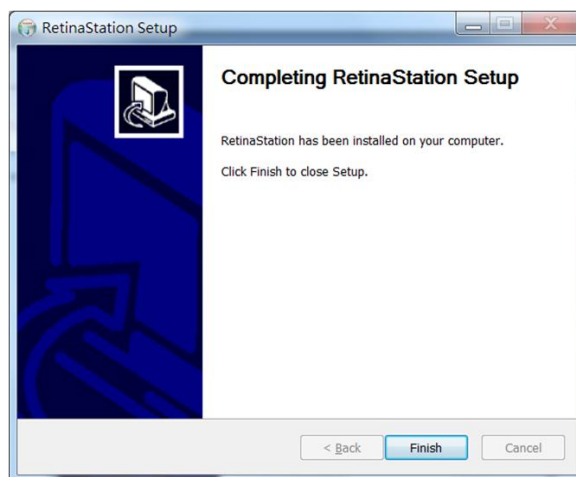 RetinaStation Setup
Completing RetinaStation Setup
RetinaStation has been installed on your computer.
Click Finish to close Setup.
< Back
Finish
Cancel